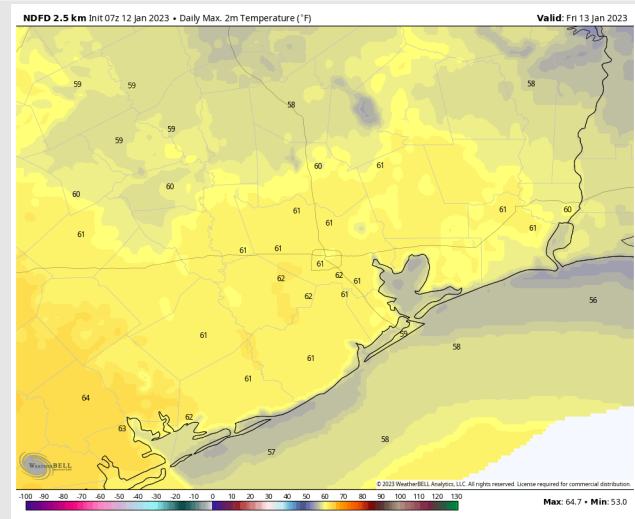 NDFD 2.5 km Init 07z 12 Jan 2023 • Daily Max. 2m Temperature (°F)
Valid: Fri 13 Jan 2023
59 59 58 58
59 59
60 61
60 60
61 61 60
61 61 61
61 61
61
62 62 61
62 61 56
61 59
61 58
61
64
63 62
58
57
WEATHERBELL
© 2023 WeatherBELL Analytics, LLC. All rights reserved. License required for commercial distribution.
-100 -90 -80 -70 -60 -50 -40 -30 -20 -10 0 10 20 30 40 50 60 70 80 90 100 110 120 130
Max: 64.7 • Min: 53.0